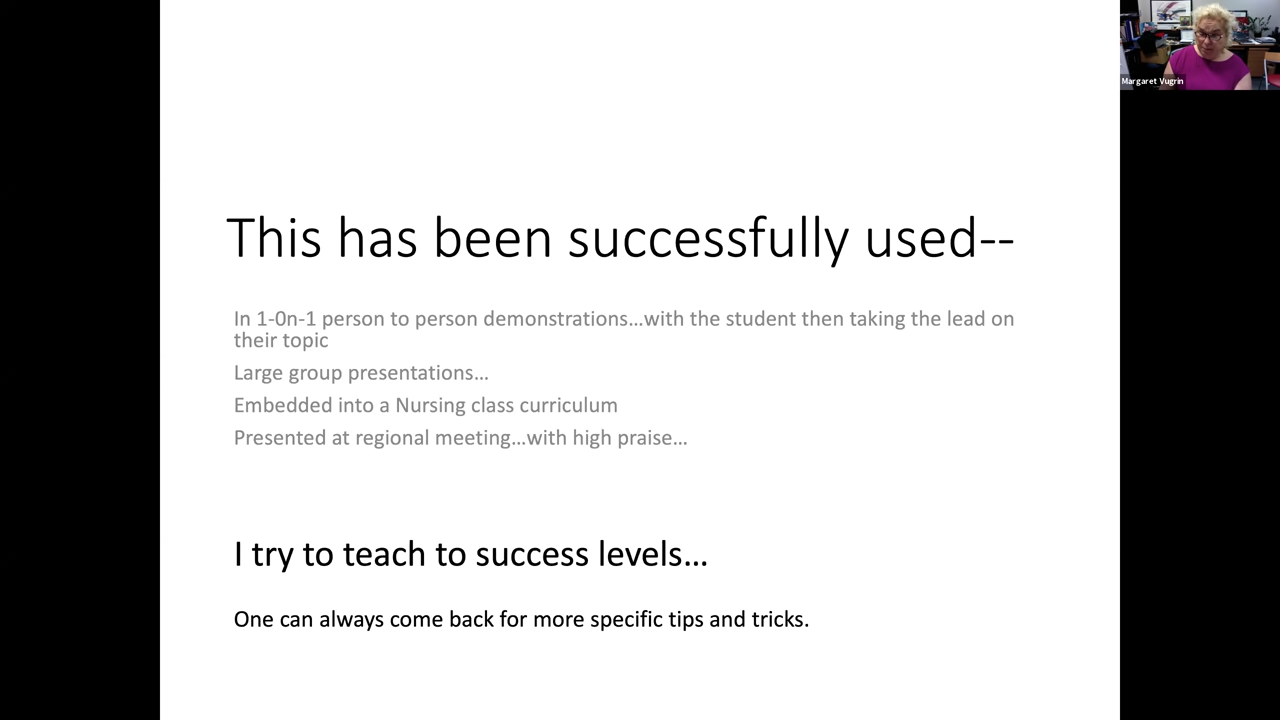 Margaret Vugrin
This has been successfully used--
In 1-0n-1 person to person demonstrations…with the student then taking the lead on
their topic
Large group presentations…
Embedded into a Nursing class curriculum
Presented at regional meeting…with high praise…
I try to teach to success levels…
One can always come back for more specific tips and tricks.